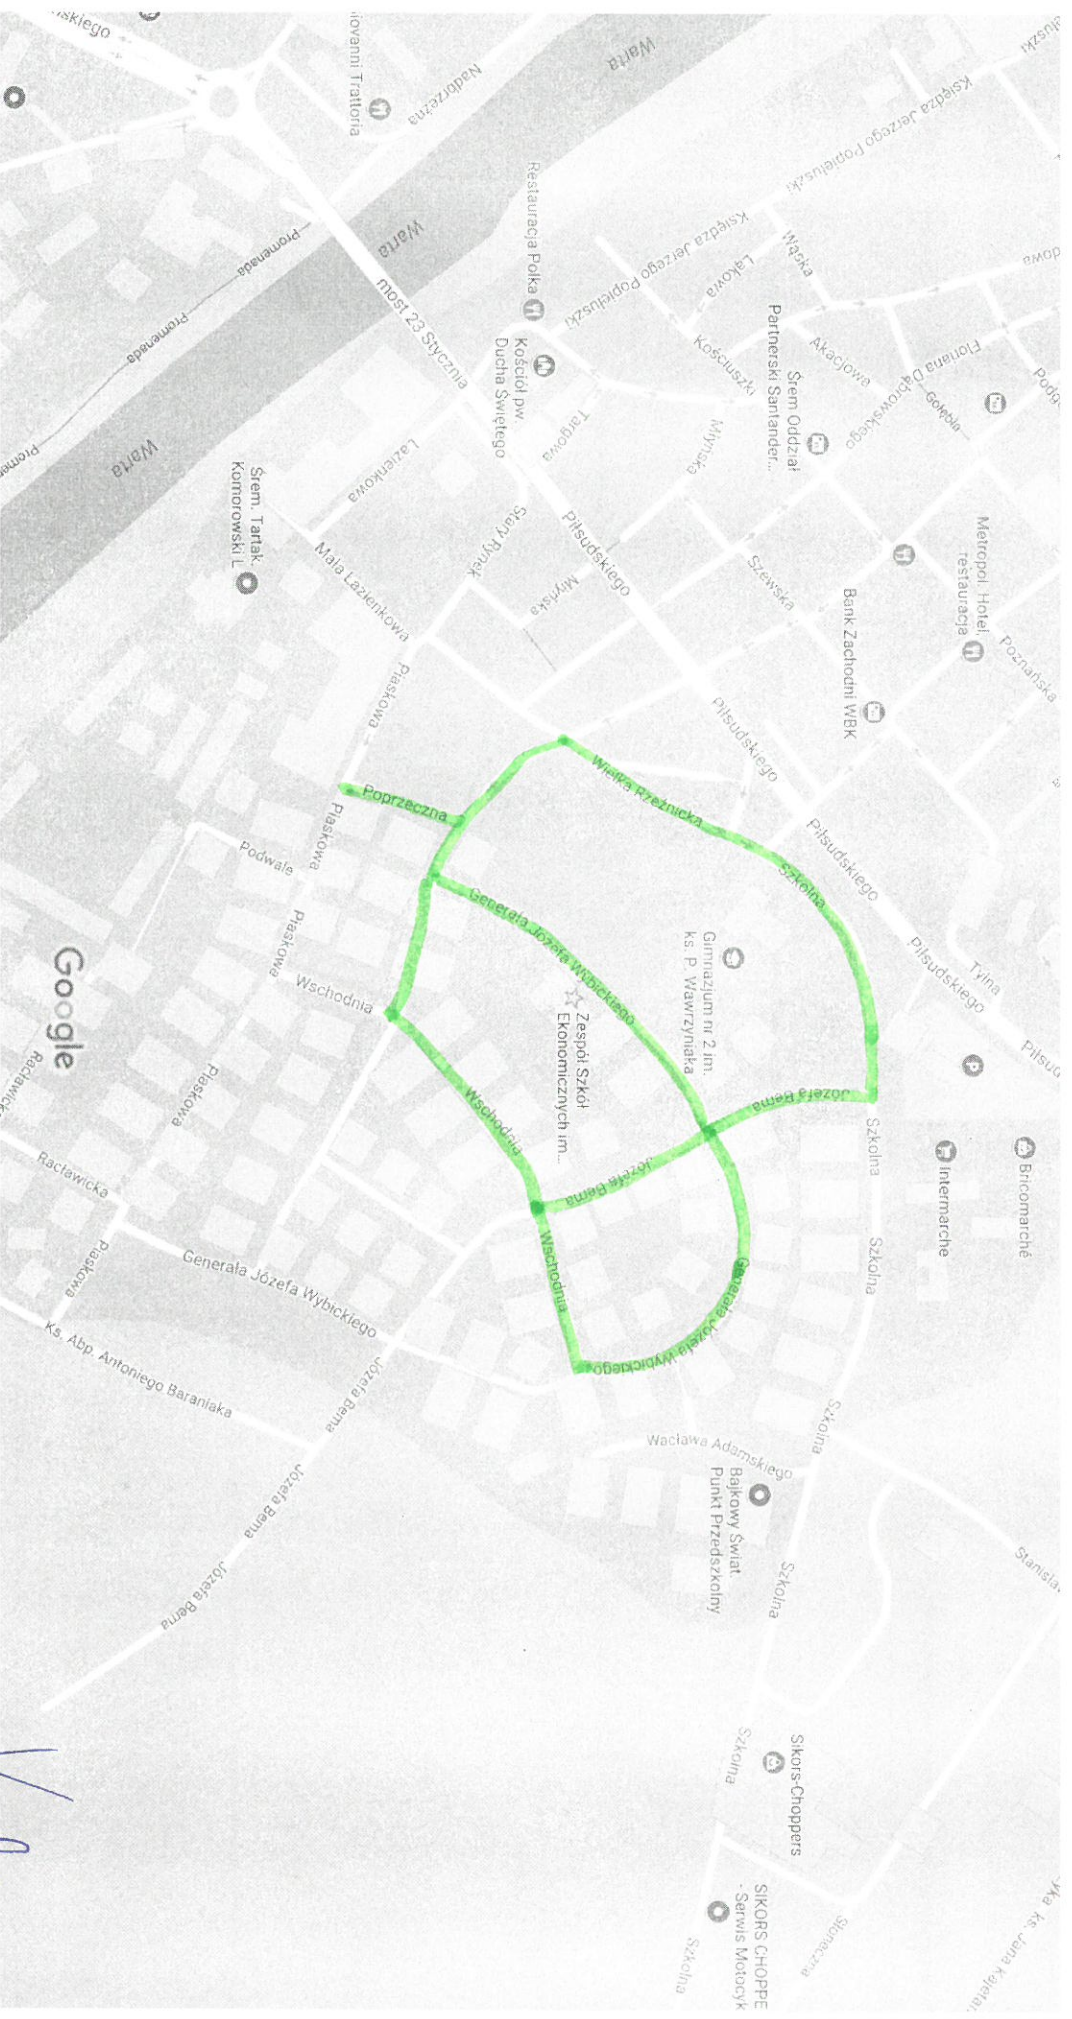 Warta
Nadbrzeżna
Księdza Jerzego Popiełuszki
Promenada
Warta
Restauracja Polka
Księdza Jerzego Popiełuszki
Wąska
Łąkowa
Promenada
most 23 Stycznia
Kościół pw
Ducha Świętego
Kościuszki
Akacjowa
Śrem Oddział
Partnerski Santander...
Floriana Dąbrowskiego
Gołębia
Targowa
Młyńska
Warta
Łazienkowa
Śrem. Tartak.
Komorowski L
Stary Rynek
Piłsudskiego
Młyńska
Szewska
Metropol. Hotel,
restauracja
Poznańska
Bank Zachodni WBK
Mała Łazienkowa
Piaskowa
Piłsudskiego
Wielka Rzeźnicka
Poprzeczna
Piaskowa
Podwale
Szkolna
Piłsudskiego
Generała Józefa Wybickiego
Piaskowa
Wschodnia
Gimnazjum nr 2 im.
ks. P. Wawrzyniaka
Piłsudskiego
Tylna
Google
Zespół Szkół
Ekonomicznych im...
Wschodnia
Piaskowa
Józefa Bema
Szkolna
Intermarche
Bricomarché
Racławicka
Józefa Bema
Wschodnia
Szkolna
Piaskowa
Generała Józefa Wybickiego
Generała Józefa Wybickiego
Ks. Abp. Antoniego Baraniaka
Józefa Bema
Szkolna
Wacława Adamskiego
Bajkowy Świat.
Punkt Przedszkolny
Józefa Bema
Szkolna
Józefa Bema
Szkolna
Sikors-Choppers
SIKORS CHOPPE
- Serwis Motocyk
Słoneczna
Szkolna